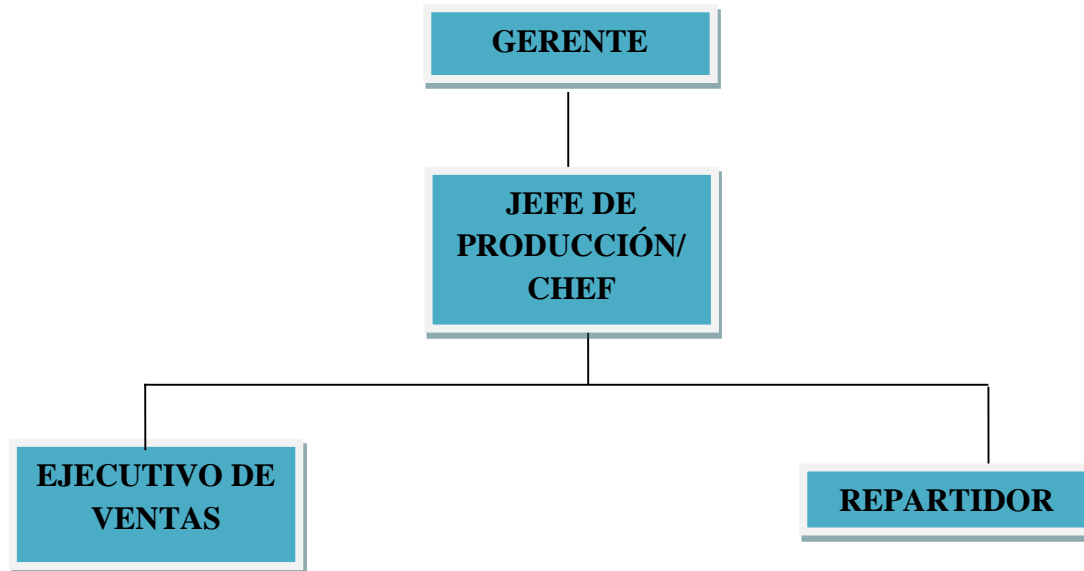 GERENTE
JEFE DE
PRODUCCIÓN/
CHEF
EJECUTIVO DE
VENTAS
REPARTIDOR